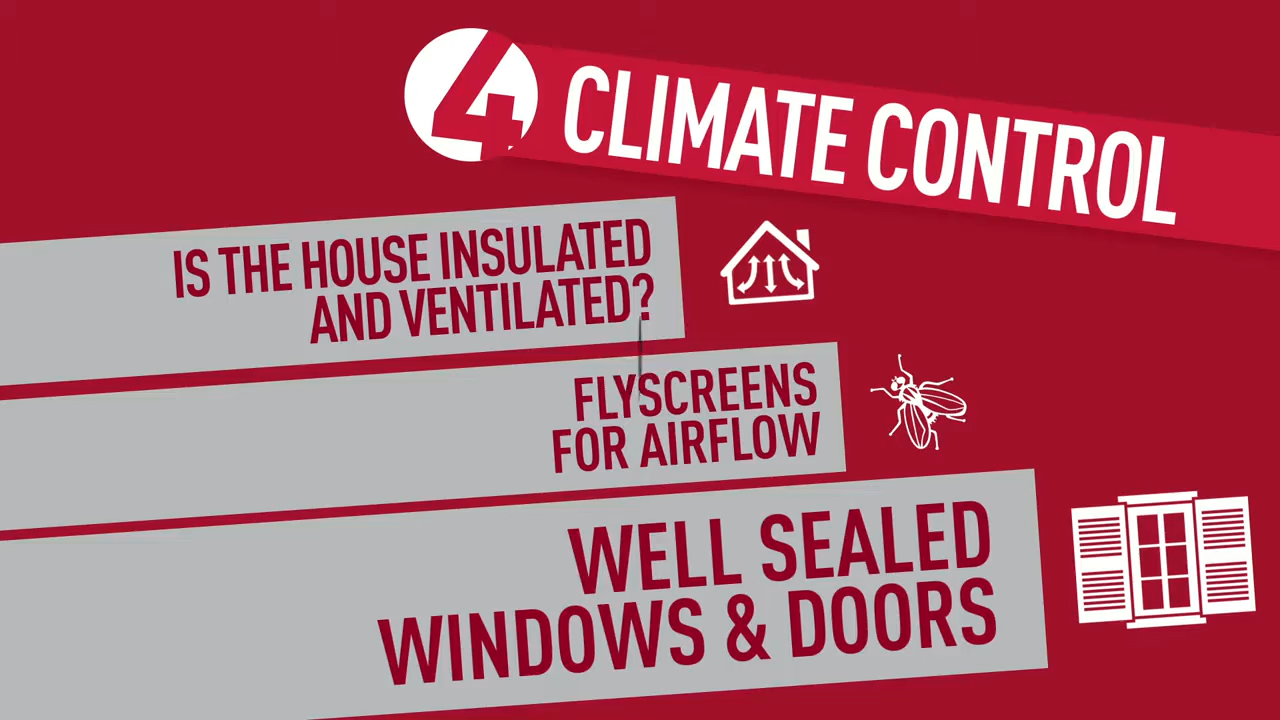 4 CLIMATE CONTROL
IS THE HOUSE INSULATED
AND VENTILATED?
FLYSCREENS
FOR AIRFLOW
WELL SEALED
WINDOWS & DOORS